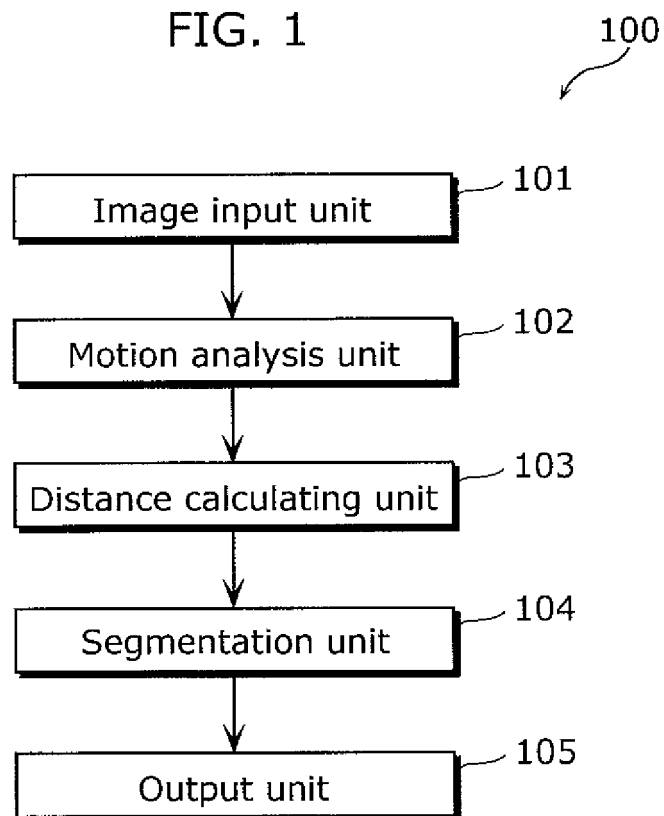 FIG. 1
100
101
Image input unit
102
Motion analysis unit
103
Distance calculating unit
104
Segmentation unit
105
Output unit